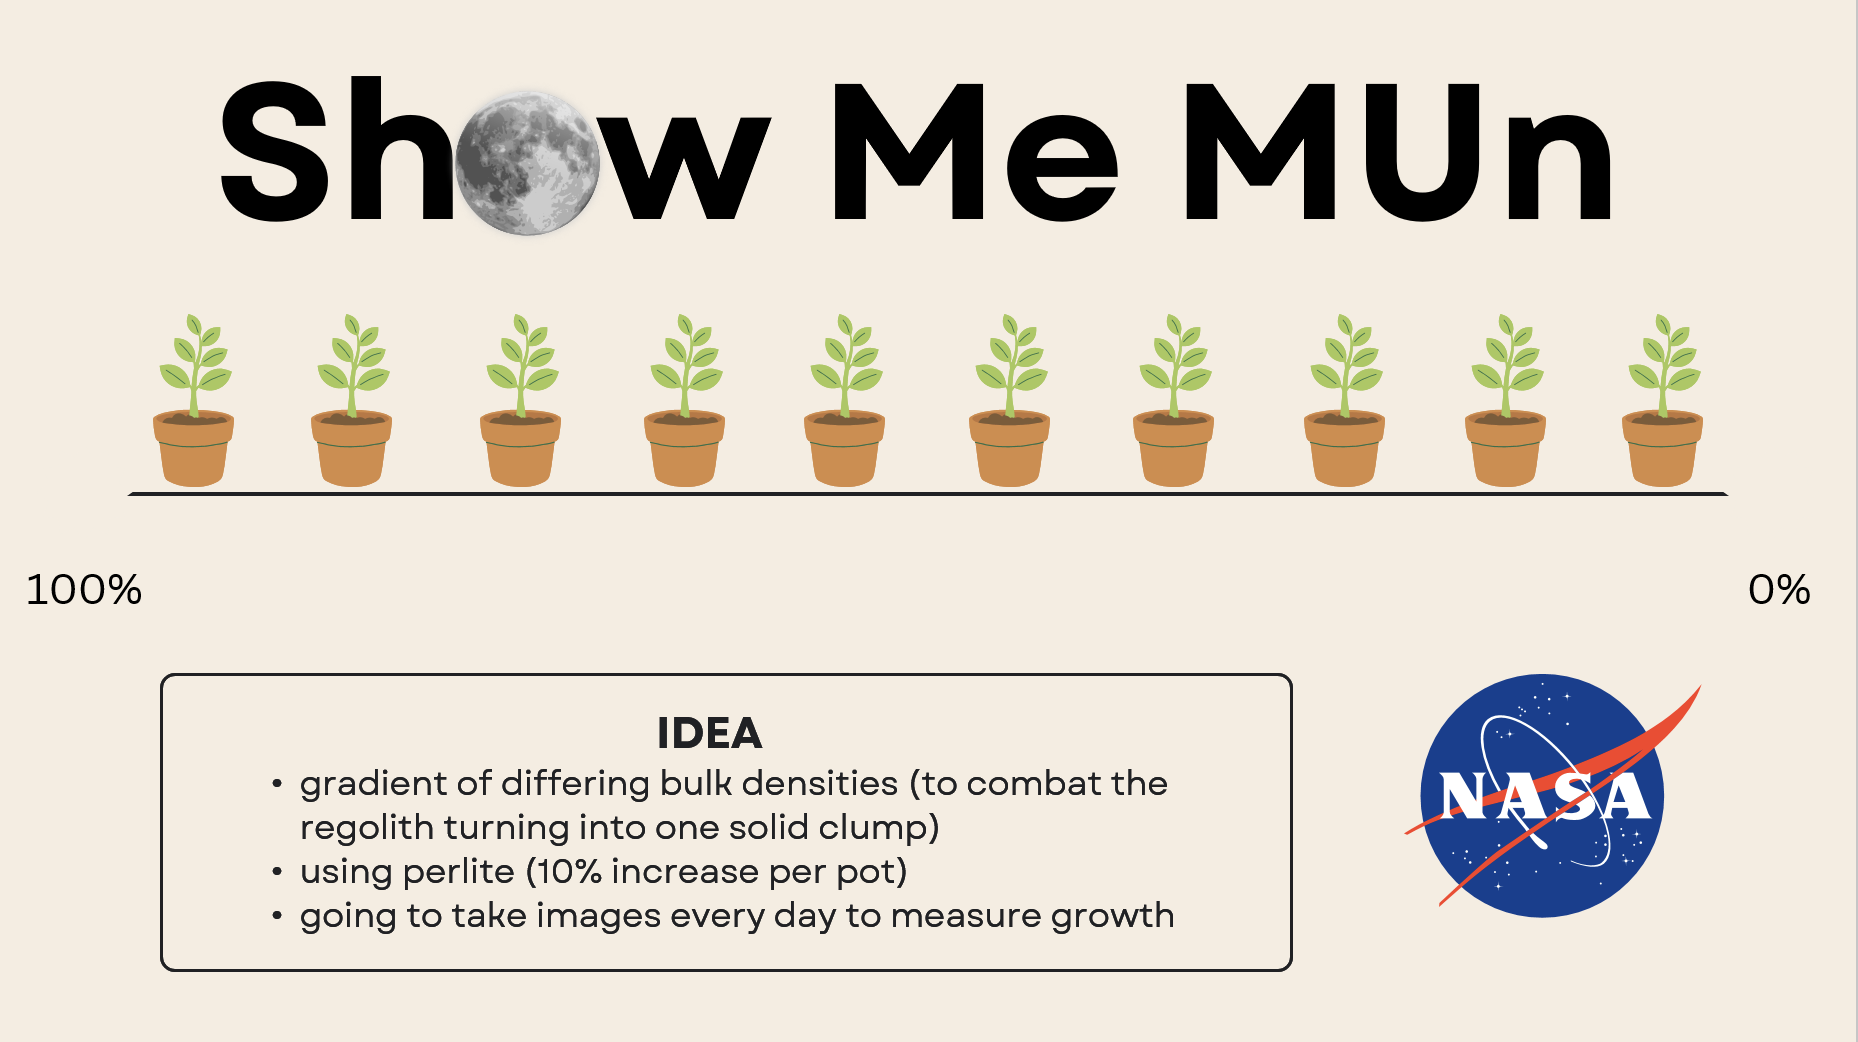 Show Me MUn
100%
0%
IDEA
• gradient of differing bulk densities (to combat the
regolith turning into one solid clump)
• using perlite (10% increase per pot)
• going to take images every day to measure growth
NASA